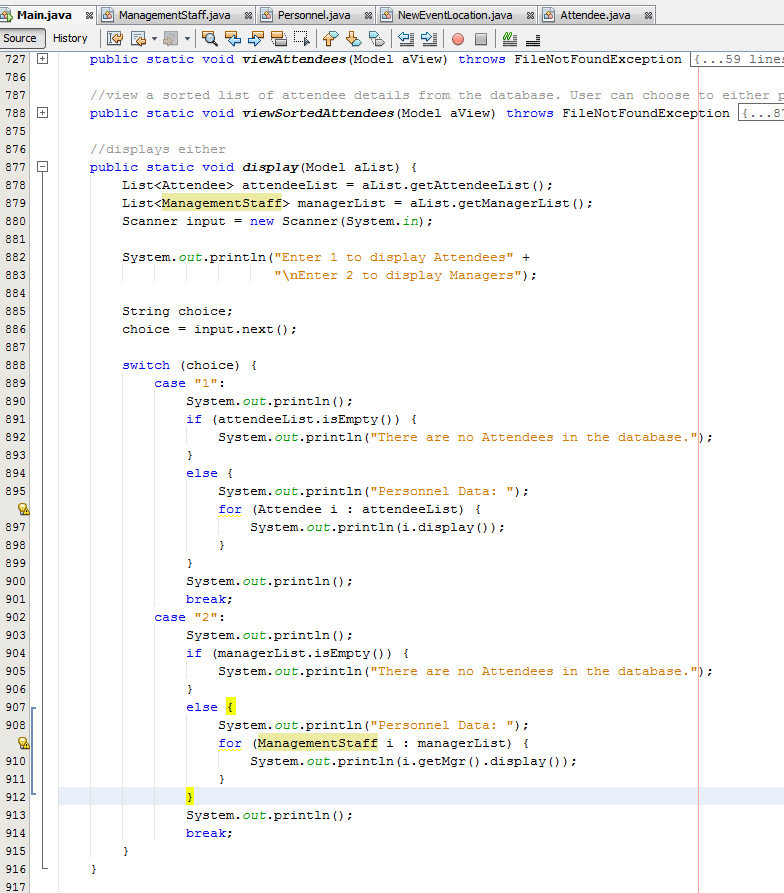 Main.java ManagementStaff.java Personnel.java NewEventLocation.java Attendee.java
Source History
727 public static void viewAttendees(Model aView) throws FileNotFoundException {...59 lines
786
787 //view a sorted list of attendee details from the database. User can choose to either p
788 public static void viewSortedAttendees(Model aView) throws FileNotFoundException {...87
875
876 //displays either
877 public static void display(Model aList) {
878 List<Attendee> attendeeList = aList.getAttendeeList();
879 List<ManagementStaff> managerList = aList.getManagerList();
880 Scanner input = new Scanner(System.in);
881
882 System.out.println("Enter 1 to display Attendees" +
883 "\nEnter 2 to display Managers");
884
885 String choice;
886 choice = input.next();
887
888 switch (choice) {
889 case "1":
890 System.out.println();
891 if (attendeeList.isEmpty()) {
892 System.out.println("There are no Attendees in the database.");
893 }
894 else {
895 System.out.println("Personnel Data: ");
for (Attendee i : attendeeList) {
897 System.out.println(i.display());
898 }
899 }
900 System.out.println();
901 break;
902 case "2":
903 System.out.println();
904 if (managerList.isEmpty()) {
905 System.out.println("There are no Attendees in the database.");
906 }
907 else {
908 System.out.println("Personnel Data: ");
for (ManagementStaff i : managerList) {
910 System.out.println(i.getMgr().display());
911 }
912 }
913 System.out.println();
914 break;
915 }
916 }
917